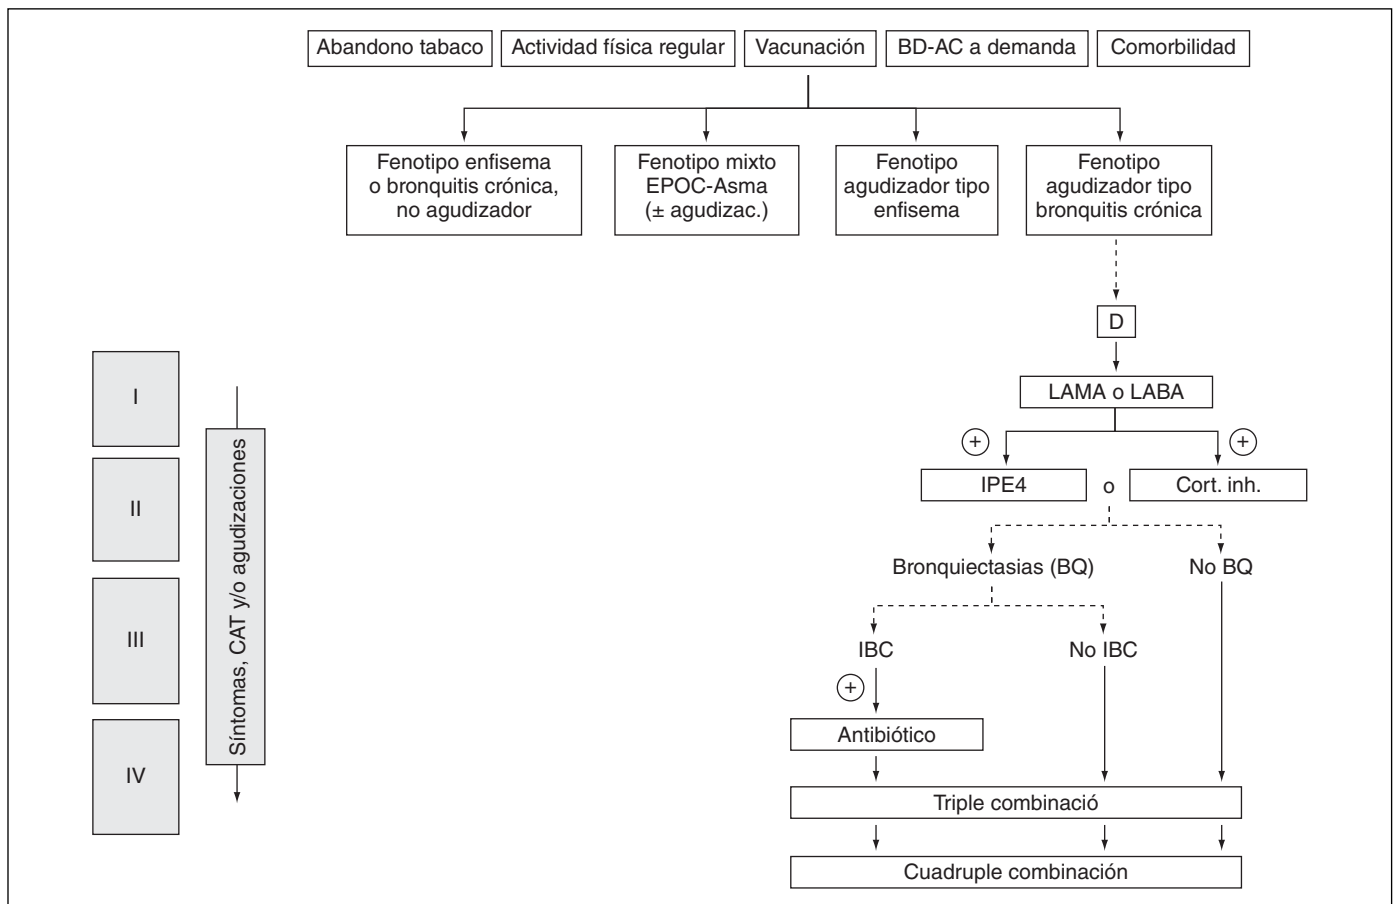 Abandono tabaco
Actividad física regular
Vacunación
BD-AC a demanda
Comorbilidad
Fenotipo enfisema
o bronquitis crónica,
no agudizador
Fenotipo mixto
EPOC-Asma
(± agudizac.)
Fenotipo
agudizador tipo
enfisema
Fenotipo
agudizador tipo
bronquitis crónica
D
I
II
III
IV
Síntomas, CAT y/o agudizaciones
LAMA o LABA
+
+
IPE4
o
Cort. inh.
Bronquiectasias (BQ)
No BQ
IBC
No IBC
+
Antibiótico
Triple combinació
Cuadruple combinación